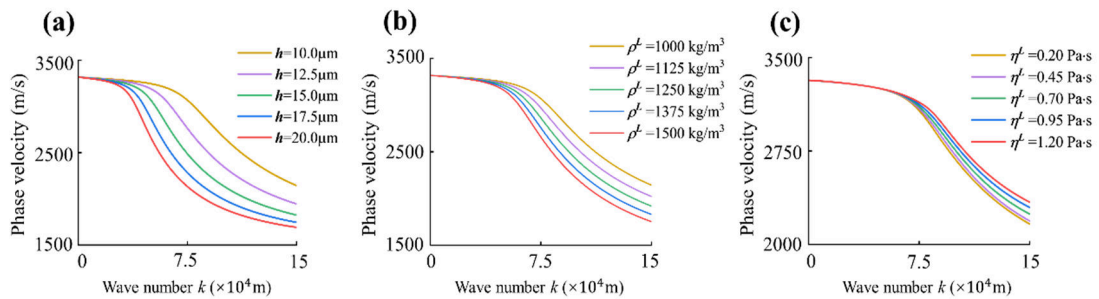 (a)
h=10.0μm
h=12.5μm
h=15.0μm
h=17.5μm
h=20.0μm
3500
2500
1500
Phase velocity (m/s)
0 7.5 15
Wave number k (×10⁴m)
(b)
ρᴸ =1000 kg/m³
ρᴸ =1125 kg/m³
ρᴸ =1250 kg/m³
ρᴸ =1375 kg/m³
ρᴸ =1500 kg/m³
3500
2500
1500
Phase velocity (m/s)
0 7.5 15
Wave number k (×10⁴m)
(c)
ηᴸ =0.20 Pa·s
ηᴸ =0.45 Pa·s
ηᴸ =0.70 Pa·s
ηᴸ =0.95 Pa·s
ηᴸ =1.20 Pa·s
3500
2750
2000
Phase velocity (m/s)
0 7.5 15
Wave number k (×10⁴m)